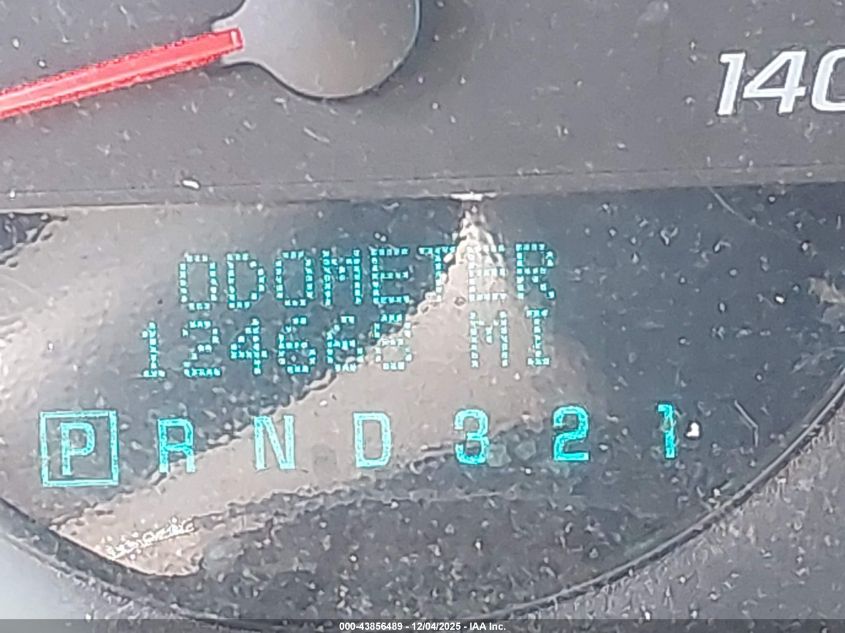 140
ODOMETER
124668 MI
P R N D 3 2 1
000-43856489 - 12/04/2025 - IAA Inc.